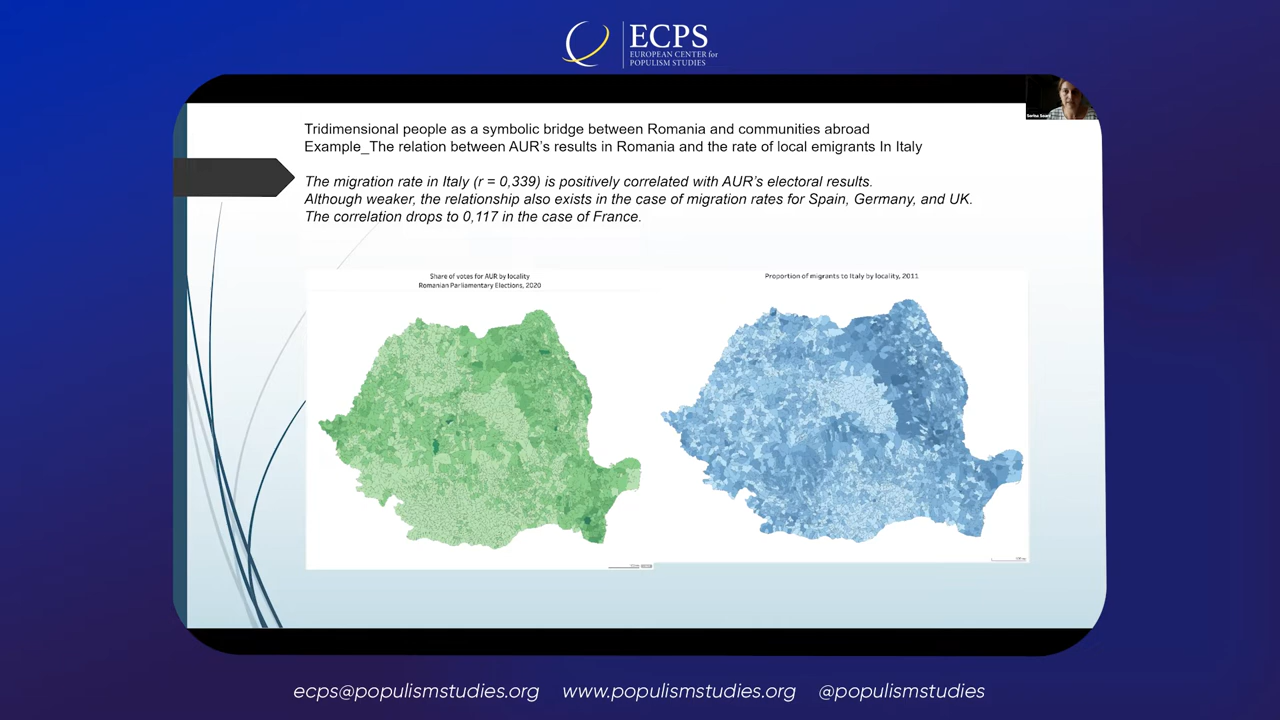 ECPS
EUROPEAN CENTER for
POPULISM STUDIES
Tridimensional people as a symbolic bridge between Romania and communities abroad
Example_The relation between AUR's results in Romania and the rate of local emigrants In Italy
The migration rate in Italy (r = 0,339) is positively correlated with AUR's electoral results.
Although weaker, the relationship also exists in the case of migration rates for Spain, Germany, and UK.
The correlation drops to 0,117 in the case of France.
Share of votes for AUR by locality
Romanian Parliamentary Elections, 2020
Proportion of migrants to Italy by locality, 2011
ecps@populismstudies.org www.populismstudies.org @populismstudies